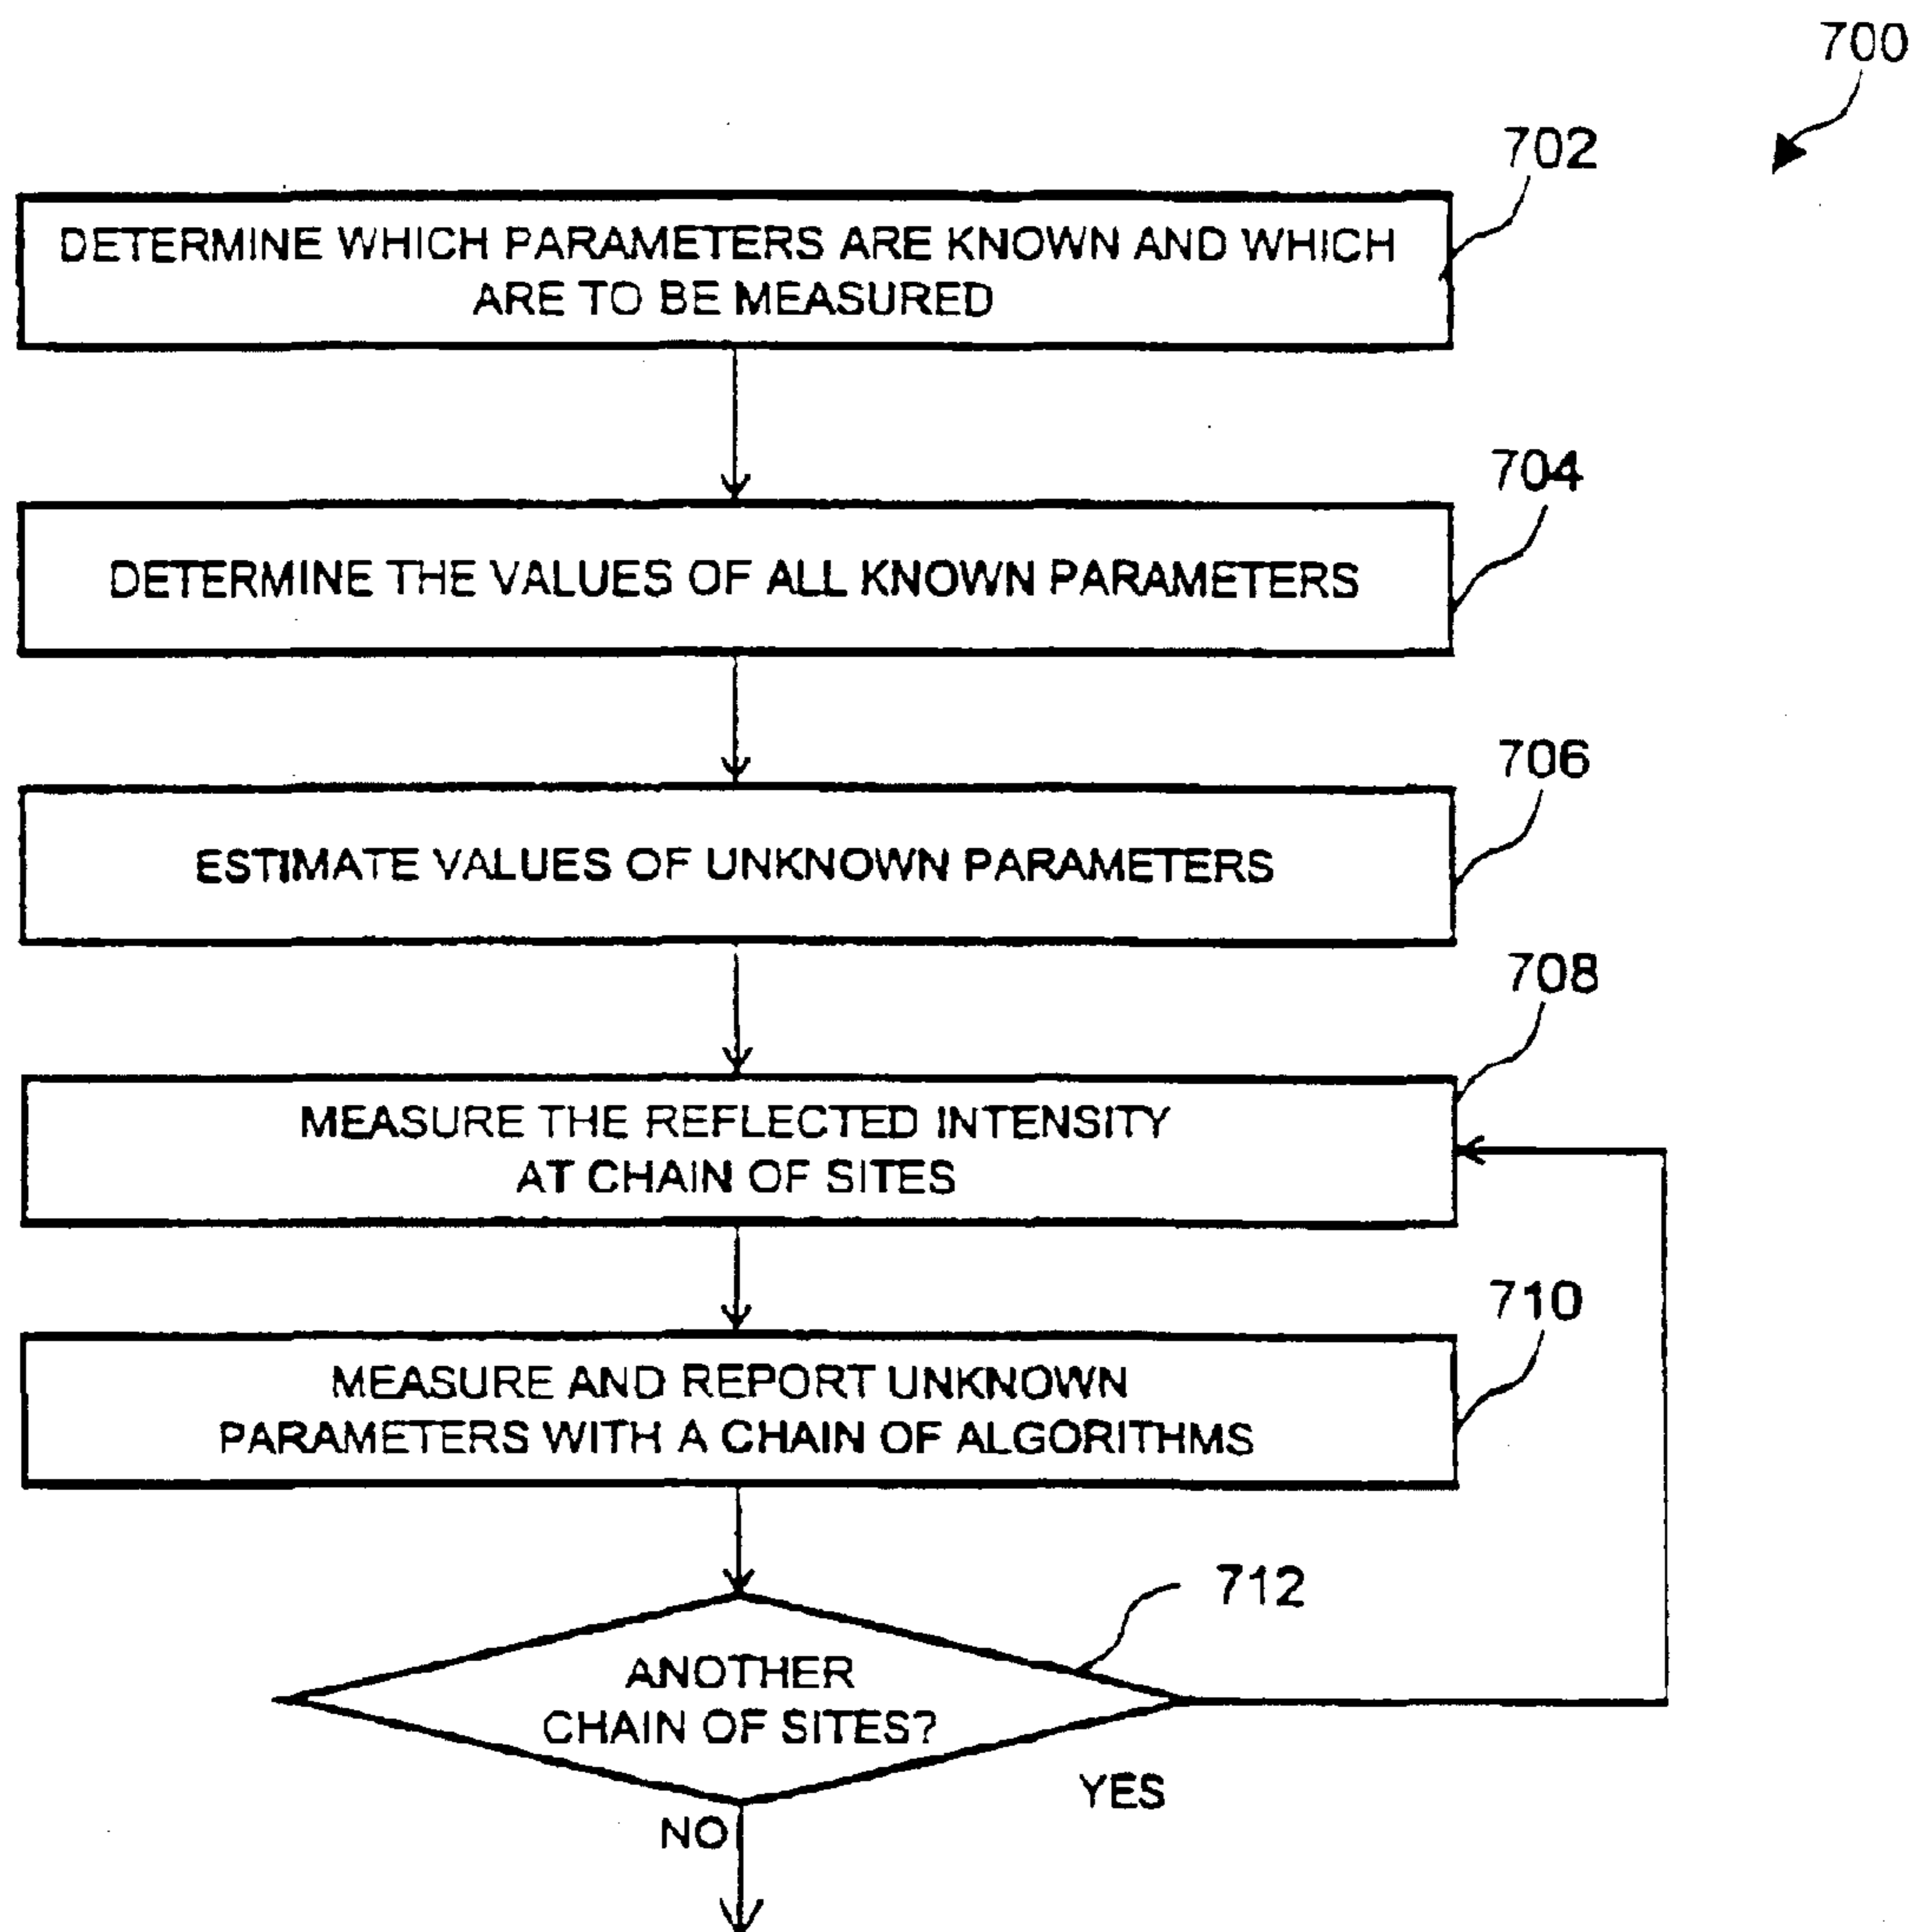 700
702
DETERMINE WHICH PARAMETERS ARE KNOWN AND WHICH
ARE TO BE MEASURED
704
DETERMINE THE VALUES OF ALL KNOWN PARAMETERS
706
ESTIMATE VALUES OF UNKNOWN PARAMETERS
708
MEASURE THE REFLECTED INTENSITY
AT CHAIN OF SITES
710
MEASURE AND REPORT UNKNOWN
PARAMETERS WITH A CHAIN OF ALGORITHMS
712
ANOTHER
CHAIN OF SITES?
YES
NO